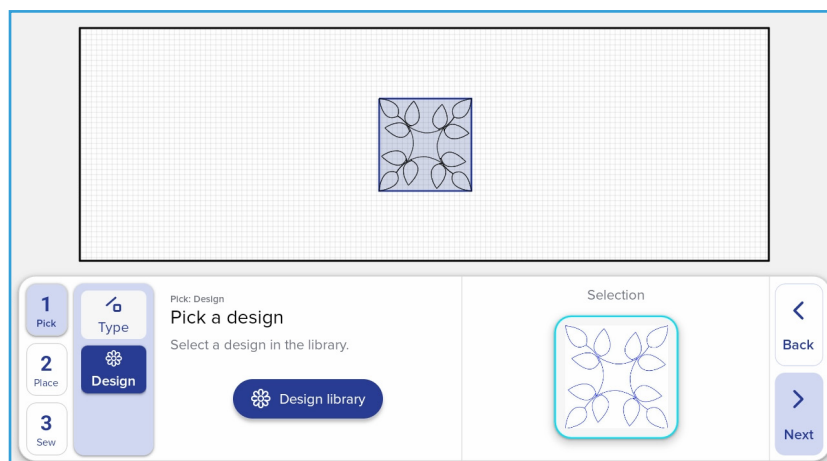 1
Pick
2
Place
3
Sew
Type
Design
Pick: Design
Pick a design
Select a design in the library.
Design library
Selection
Back
Next